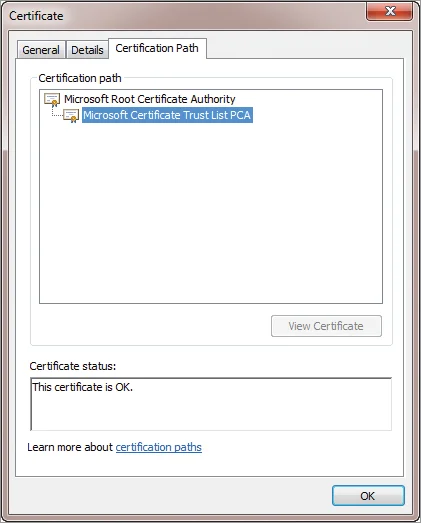 Certificate
General
Details
Certification Path
Certification path
Microsoft Root Certificate Authority
Microsoft Certificate Trust List PCA
View Certificate
Certificate status:
This certificate is OK.
Learn more about certification paths
OK